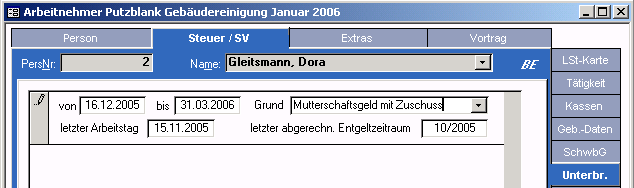 Arbeitnehmer Putzblank Gebäudereinigung Januar 2006
Person Steuer / SV Extras Vortrag
PersNr: 2 Name: Gleitsmann, Dora BE
LSt-Karte
Tätigkeit
Kassen
Geb.-Daten
SchwbG
Unterbr.
von 16.12.2005 bis 31.03.2006 Grund Mutterschaftsgeld mit Zuschuss
letzter Arbeitstag 15.11.2005 letzter abgerechn. Entgeltzeitraum 10/2005